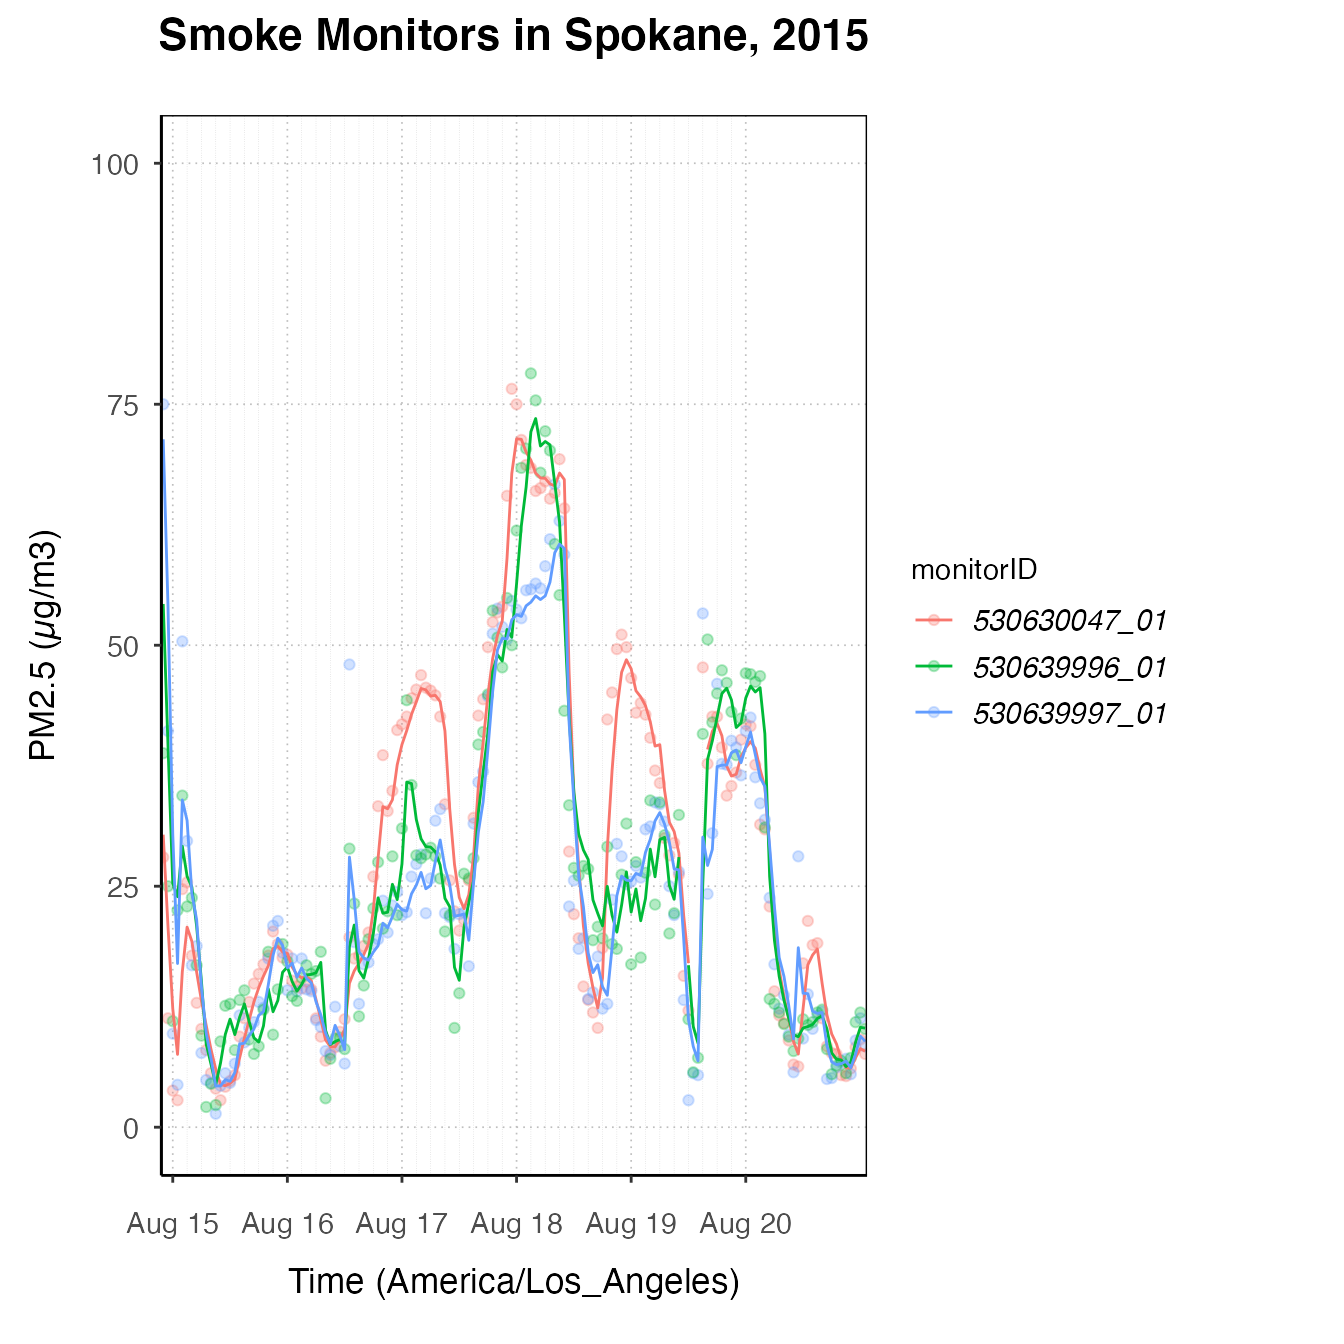 Smoke Monitors in Spokane, 2015
100
75
50
25
0
PM2.5 (µg/m3)
Aug 15 Aug 16 Aug 17 Aug 18 Aug 19 Aug 20
Time (America/Los_Angeles)
monitorID
530630047_01
530639996_01
530639997_01